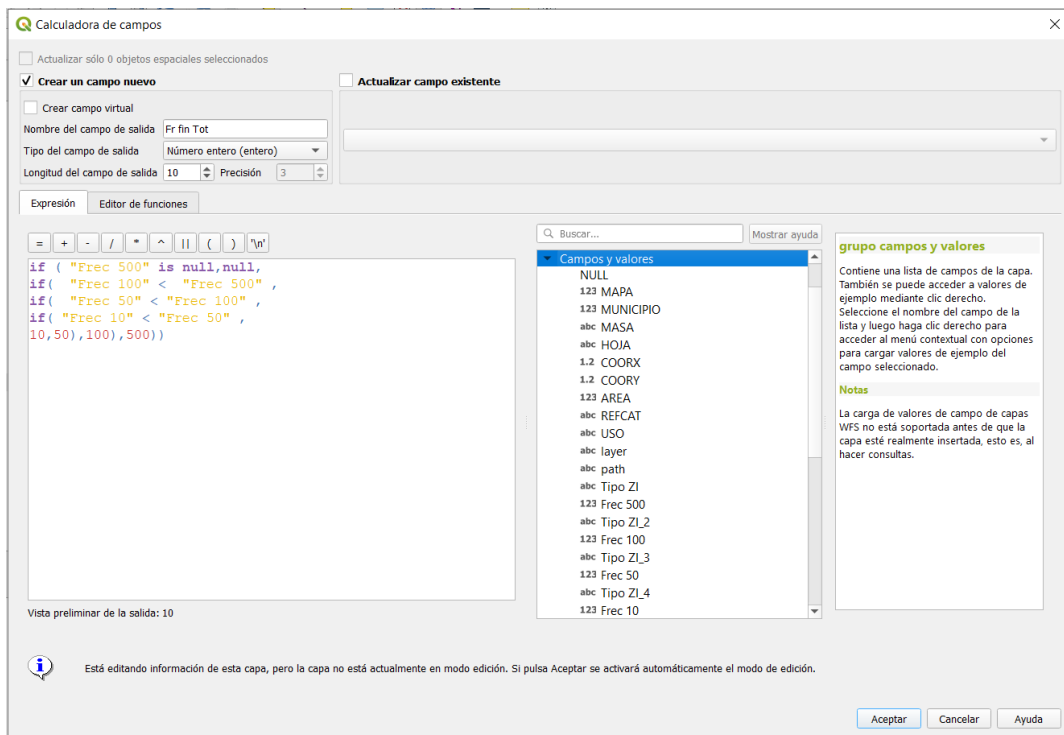 Calculadora de campos
Actualizar sólo 0 objetos espaciales seleccionados
Crear un campo nuevo
Actualizar campo existente
Crear campo virtual
Nombre del campo de salida Fr fin Tot
Tipo del campo de salida Número entero (entero)
Longitud del campo de salida 10 Precisión 3
Expresión Editor de funciones
= + - / * ^ || ( ) '\n'
if ( "Frec 500" is null,null,
if( "Frec 100" < "Frec 500" ,
if( "Frec 50" < "Frec 100" ,
if( "Frec 10" < "Frec 50" ,
10,50),100),500))
Vista preliminar de la salida: 10
Buscar... Mostrar ayuda
Campos y valores
NULL
123 MAPA
123 MUNICIPIO
abc MASA
abc HOJA
1.2 COORX
1.2 COORY
123 AREA
abc REFCAT
abc USO
abc layer
abc path
abc Tipo ZI
123 Frec 500
abc Tipo ZI_2
123 Frec 100
abc Tipo ZI_3
123 Frec 50
abc Tipo ZI_4
123 Frec 10
grupo campos y valores
Contiene una lista de campos de la capa.
También se puede acceder a valores de
ejemplo mediante clic derecho.
Seleccione el nombre del campo de la
lista y luego haga clic derecho para
acceder al menú contextual con opciones
para cargar valores de ejemplo del
campo seleccionado.
Notas
La carga de valores de campo de capas
WFS no está soportada antes de que la
capa esté realmente insertada, esto es, al
hacer consultas.
Está editando información de esta capa, pero la capa no está actualmente en modo edición. Si pulsa Aceptar se activará automáticamente el modo de edición.
Aceptar Cancelar Ayuda